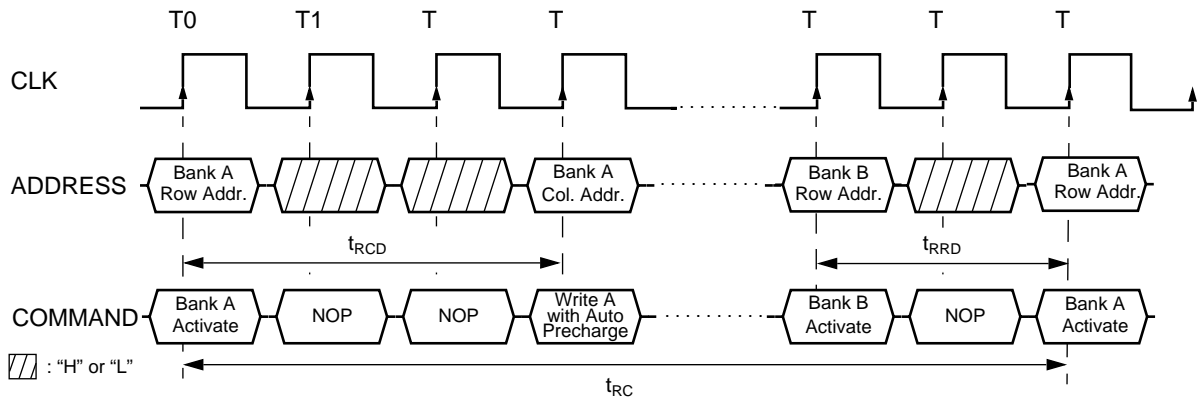 T0 T1 T T T T T
CLK
Bank A Bank A Bank B Bank A
ADDRESS
Row Addr. Col. Addr. Row Addr. Row Addr.
tRCD tRRD
Write A
Bank A NOP NOP with Auto Bank B NOP Bank A
COMMAND
Activate Precharge Activate Activate
: "H" or "L"
tRC